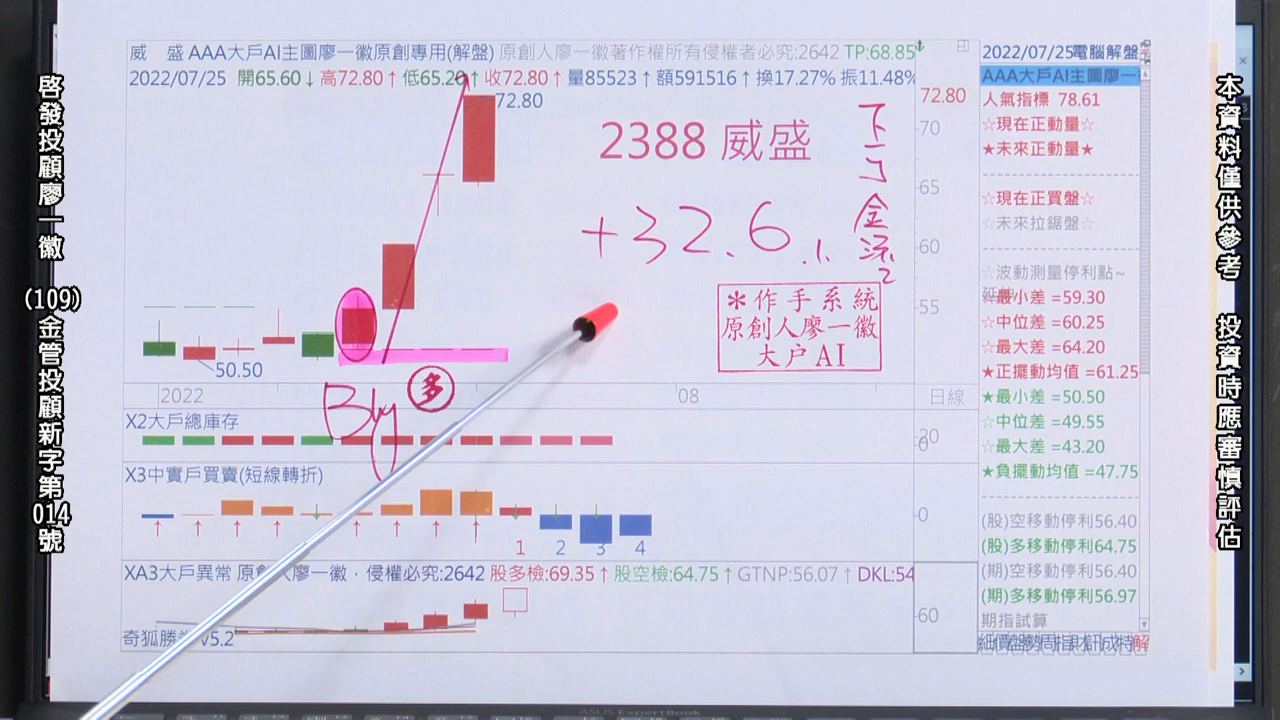 啓發投顧廖一徽 (109)金管投顧新字第014號
本資料僅供參考 投資時應審慎評估
威 盛 AAA大戶AI主圖廖一徽原創專用(解盤) 原創人廖一徽著作權所有侵權者必究:2642 TP:68.85
2022/07/25 開65.60↓ 高72.80↑ 低65.20↑ 收72.80↑ 量85523↑ 額591516↑ 換17.27% 振11.48%
72.80
2388 威盛
+32.6
Buy
多
50.50
＊作手系統
原創人廖一徽
大户AI
72.80
70
65
60
55
2022
08
日線
X2大戶總庫存
X3中實戶買賣(短線轉折)
0
1 2 3 4
XA3大戶異常 原創人廖一徽．侵權必究:2642 股多檢:69.35↑ 股空檢:64.75↑ GTNP:56.07↑ DKL:54
60
2022/07/25電腦解盤
AAA大戶AI主圖廖一
人氣指標 78.61
☆現在正動量☆
★未來正動量★
☆現在正買盤☆
☆未來拉鋸盤☆
☆波動測量停利點~
☆最小差 =59.30
☆中位差 =60.25
☆最大差 =64.20
★正擺動均值 =61.25
★最小差 =50.50
☆中位差 =49.55
☆最大差 =43.20
★負擺動均值 =47.75
(股)空移動停利56.40
(股)多移動停利64.75
(期)空移動停利56.40
(期)多移動停利56.97
期指試算
ASUS ExpertBook